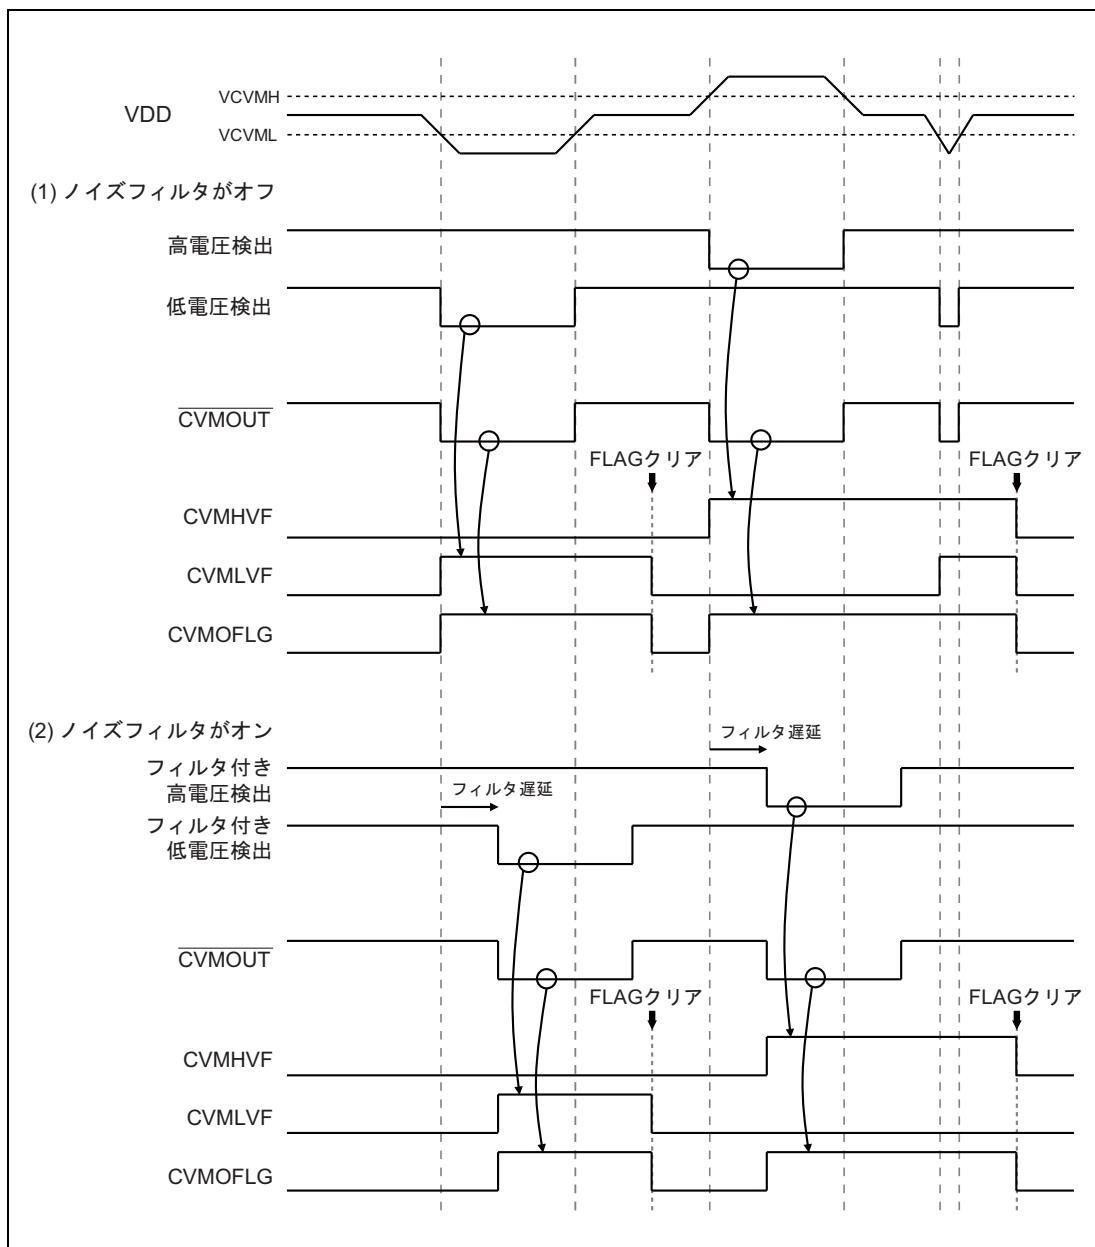 VCVMH
VDD
VCVML
(1) ノイズフィルタがオフ
高電圧検出
低電圧検出
CVMOUT
FLAGクリア
FLAGクリア
CVMHVF
CVMLVF
CVMOFLG
(2) ノイズフィルタがオン
フィルタ遅延
フィルタ付き
高電圧検出
フィルタ遅延
フィルタ付き
低電圧検出
CVMOUT
FLAGクリア
FLAGクリア
CVMHVF
CVMLVF
CVMOFLG